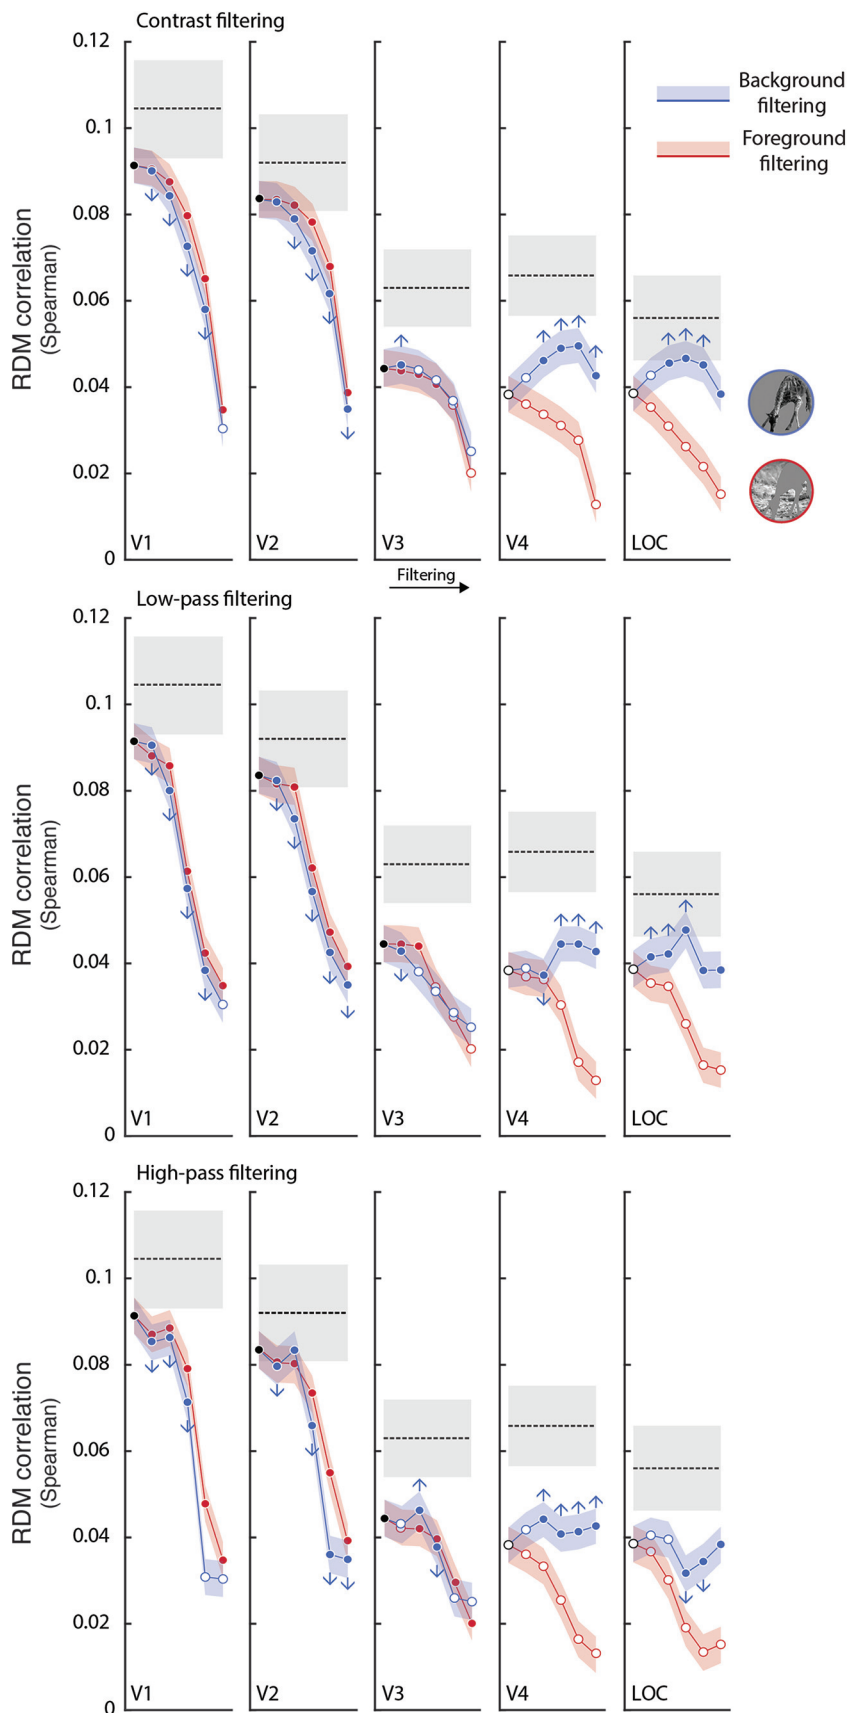 Contrast filtering
0.12
0.1
0.08
0.06
0.04
0.02
0
RDM correlation
(Spearman)
V1
V2
V3
V4
LOC
Background
filtering
Foreground
filtering
Filtering
Low-pass filtering
0.12
0.1
0.08
0.06
0.04
0.02
0
RDM correlation
(Spearman)
V1
V2
V3
V4
LOC
High-pass filtering
0.12
0.1
0.08
0.06
0.04
0.02
0
RDM correlation
(Spearman)
V1
V2
V3
V4
LOC